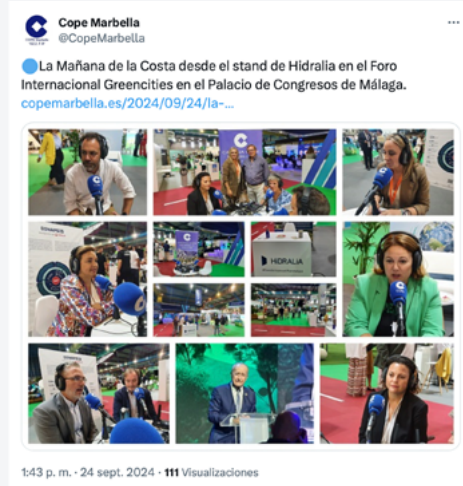 Cope Marbella
@CopeMarbella
La Mañana de la Costa desde el stand de Hidralia en el Foro
Internacional Greencities en el Palacio de Congresos de Málaga.
copemarbella.es/2024/09/24/la-...
HIDRALIA
1:43 p. m. · 24 sept. 2024 · 111 Visualizaciones